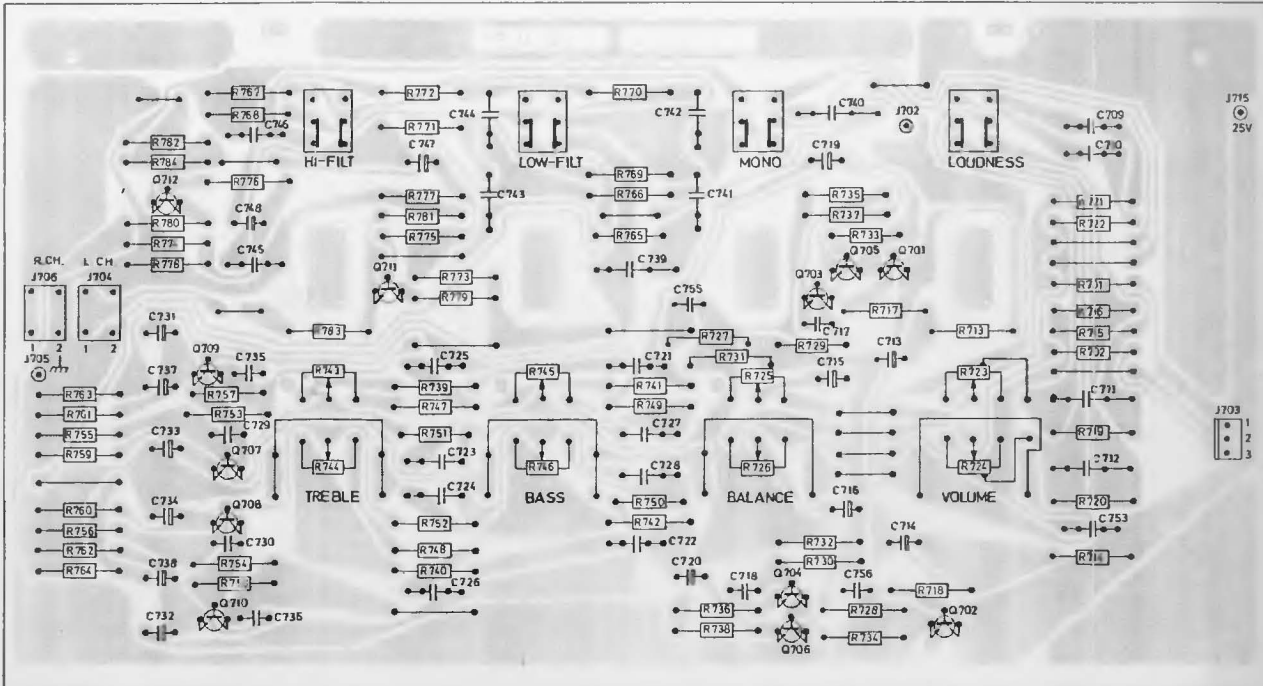 R767 R772 R770
C744 C742 C740 J702 J715
R768 C746 R771 C709 25V
R782 HI-FILT C747 LOW-FILT MONO C719 LOUDNESS C710
R784
Q712 R776 R769
R777 C743 R766 C741 R735
R780 C748 R781 R737 R722
R775 R765 R733
R778 C745 C739 Q705 Q701
R.CH. L CH.
J706 J704 Q711 R773 Q703
R779 C755 R717
C731 R783 R727 C717 R713
1 2 1 2 R731 R729 C713
J705 Q709 C735 C725 C721 C715 R702
C737 R743 R745 R725 R723
R763 R757 R739 R741 C711
R761 R753 R747 R749 J703
R755 C733 C729 R751 C727 R719 1
R759 Q707 C723 2
R744 R746 C728 R726 R724 C712 3
TREBLE C724 BASS BALANCE VOLUME
R760 C734 Q708 R750 C716 R720
R756 R752 R742 C714 C753
R762 C730 R748 C722 R732
R764 C738 R754 R740 C720 R730 R714
C726 C718 Q704 C756 R718
C732 Q710 C736 R736 R728 Q702
R738 Q706 R734